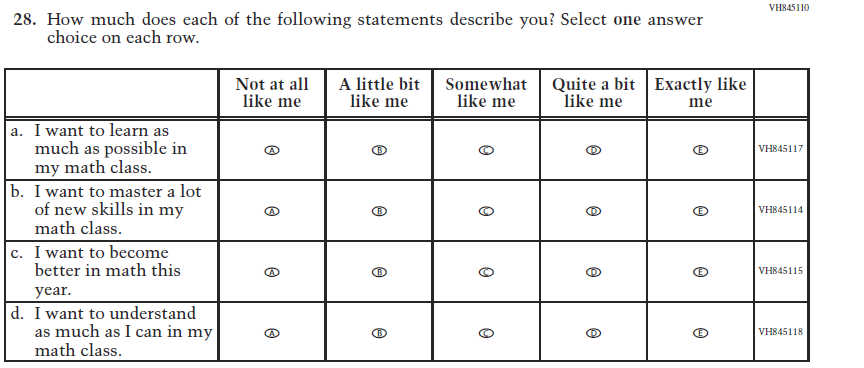 VH845110
28. How much does each of the following statements describe you? Select one answer
choice on each row.
Not at all like me A little bit like me Somewhat like me Quite a bit like me Exactly like me
a. I want to learn as
much as possible in
my math class.
A B C D E VH845117
b. I want to master a lot
of new skills in my
math class.
A B C D E VH845114
c. I want to become
better in math this
year.
A B C D E VH845115
d. I want to understand
as much as I can in my
math class.
A B C D E VH845118